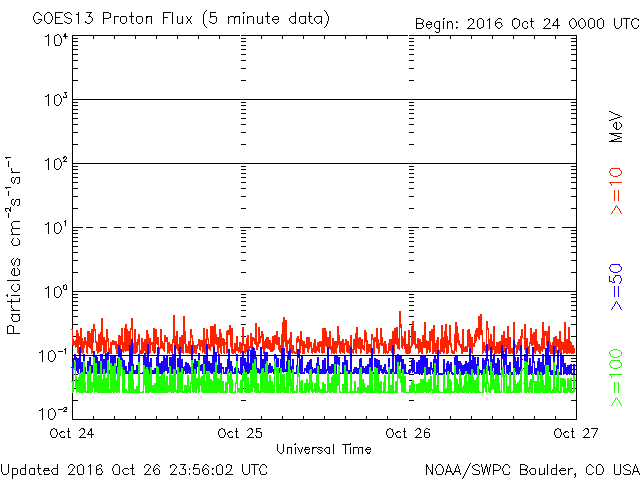 GOES13 Proton Flux (5 minute data)
Begin: 2016 Oct 24 0000 UTC
10⁴
10³
10²
10¹
10⁰
10⁻¹
10⁻²
Particles cm⁻²s⁻¹sr⁻¹
MeV
>=10
>=50
>=100
Oct 24
Oct 25
Oct 26
Oct 27
Universal Time
Updated 2016 Oct 26 23:56:02 UTC
NOAA/SWPC Boulder, CO USA